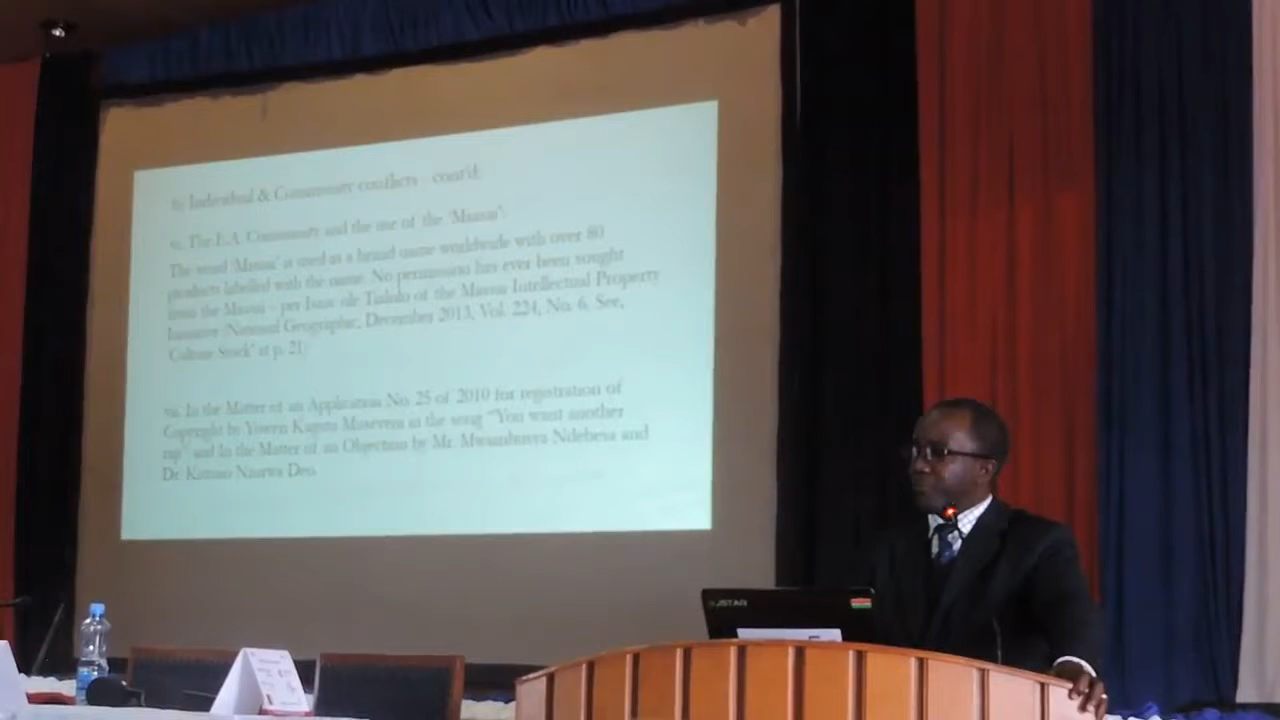 Individual & Community conflicts - cont'd:
The E.A. Community and the use of the 'Maasai':
The word 'Maasai' is used as a brand name worldwide with over 80
products labelled with the name. No permission has ever been sought
from the Maasai - per Isaac ole Tialolo of the Maasai Intellectual Property
Initiative (National Geographic, December 2013, Vol. 224, No. 6. See,
Culture Stock' at p. 21)
In the Matter of an Application No. 25 of 2010 for registration of
Copyright by Yoweri Kaguta Museveni in the song "You want another
rap" and In the Matter of an Objection by Mr. Mwambutsya Ndebesa and
Dr.
JSTAR